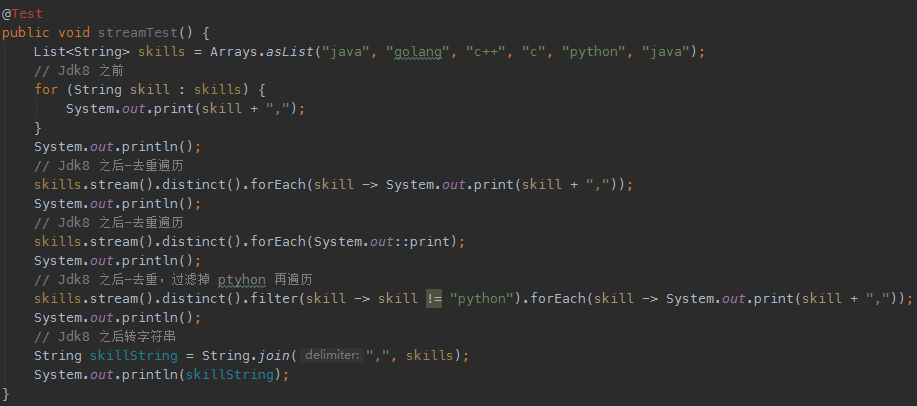 @Test
public void streamTest() {
    List<String> skills = Arrays.asList("java", "golang", "c++", "c", "python", "java");
    // Jdk8 之前
    for (String skill : skills) {
        System.out.print(skill + ",");
    }
    System.out.println();
    // Jdk8 之后-去重遍历
    skills.stream().distinct().forEach(skill -> System.out.print(skill + ","));
    System.out.println();
    // Jdk8 之后-去重遍历
    skills.stream().distinct().forEach(System.out::print);
    System.out.println();
    // Jdk8 之后-去重，过滤掉 ptyhon 再遍历
    skills.stream().distinct().filter(skill -> skill != "python").forEach(skill -> System.out.print(skill + ","));
    System.out.println();
    // Jdk8 之后转字符串
    String skillString = String.join( delimiter: ",", skills);
    System.out.println(skillString);
}